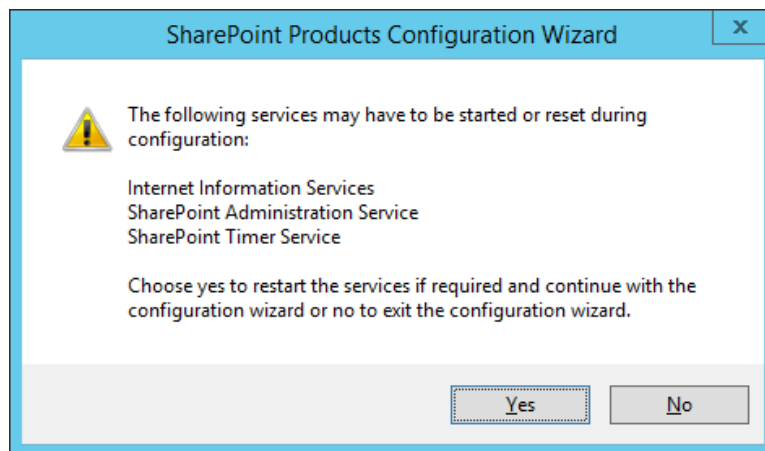 SharePoint Products Configuration Wizard
x
The following services may have to be started or reset during
configuration:
Internet Information Services
SharePoint Administration Service
SharePoint Timer Service
Choose yes to restart the services if required and continue with the
configuration wizard or no to exit the configuration wizard.
Yes
No